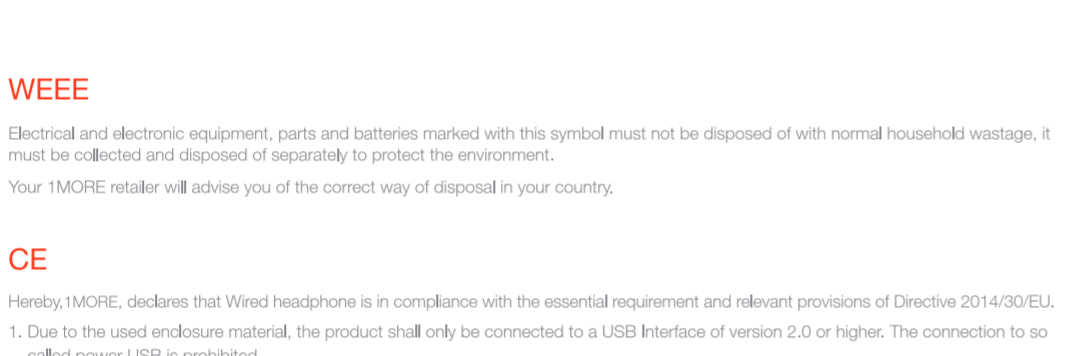 WEEE
Electrical and electronic equipment, parts and batteries marked with this symbol must not be disposed of with normal household wastage, it
must be collected and disposed of separately to protect the environment.
Your 1MORE retailer will advise you of the correct way of disposal in your country.
CE
Hereby,1MORE, declares that Wired headphone is in compliance with the essential requirement and relevant provisions of Directive 2014/30/EU.
1. Due to the used enclosure material, the product shall only be connected to a USB Interface of version 2.0 or higher. The connection to so
called power USB is prohibited.